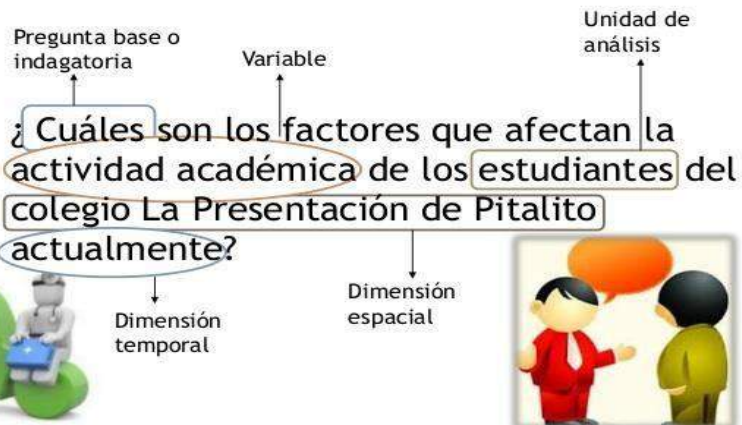 Pregunta base o
indagatoria
Variable
Unidad de
análisis
¿ Cuáles son los factores que afectan la
actividad académica de los estudiantes del
colegio La Presentación de Pitalito
actualmente?
Dimensión
temporal
Dimensión
espacial